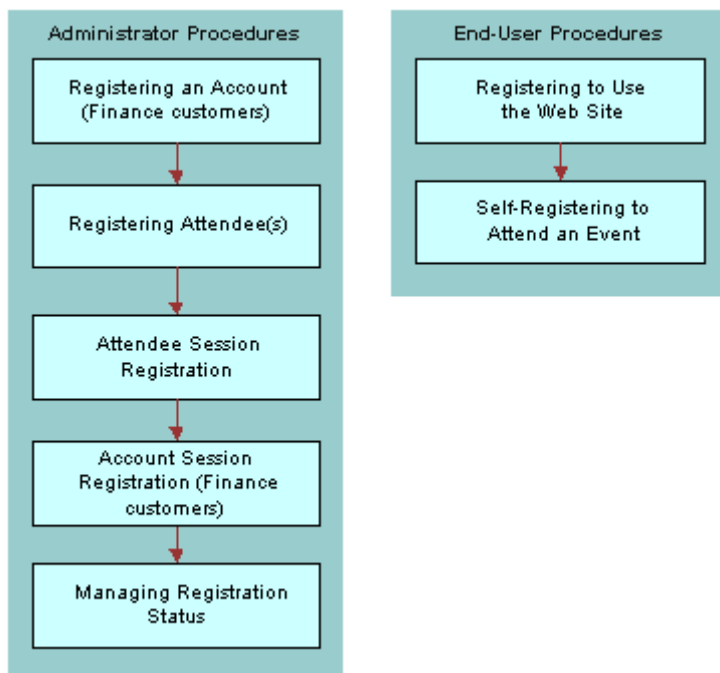 Administrator Procedures
Registering an Account
(Finance customers)
Registering Attendee(s)
Attendee Session
Registration
Account Session
Registration (Finance
customers)
Managing Registration
Status
End-User Procedures
Registering to Use
the Web Site
Self-Registering to
Attend an Event